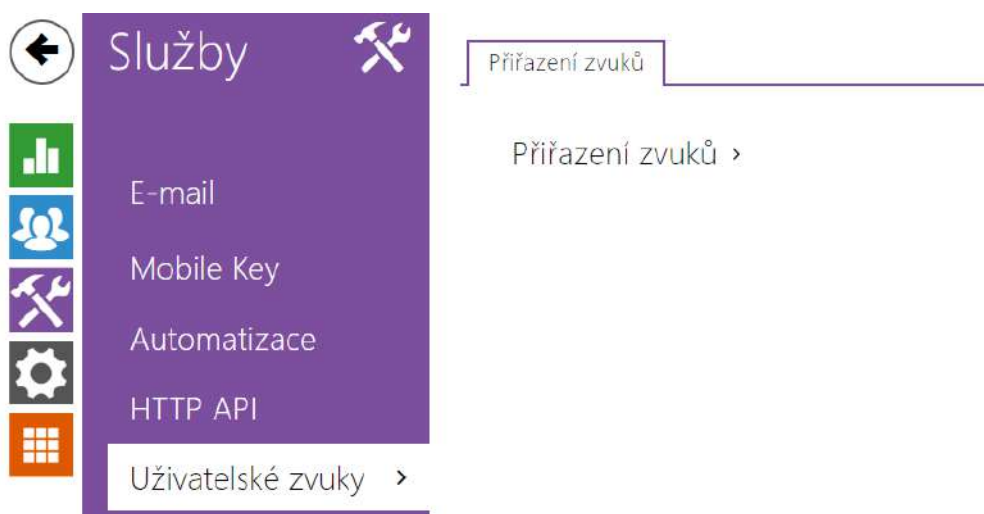 Služby
E-mail
Mobile Key
Automatizace
HTTP API
Uživatelské zvuky ›
Přiřazení zvuků
Přiřazení zvuků ›